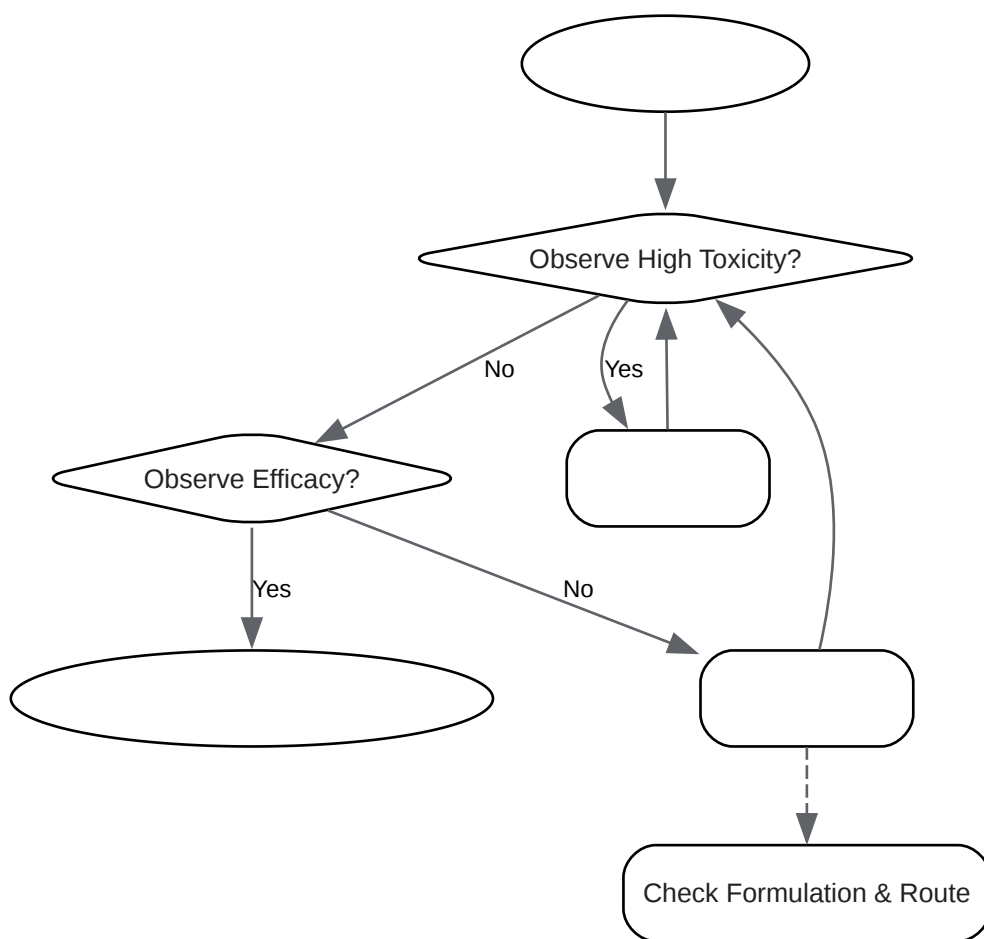 Observe High Toxicity?
No
Yes
Observe Efficacy?
Yes
No
Check Formulation & Route